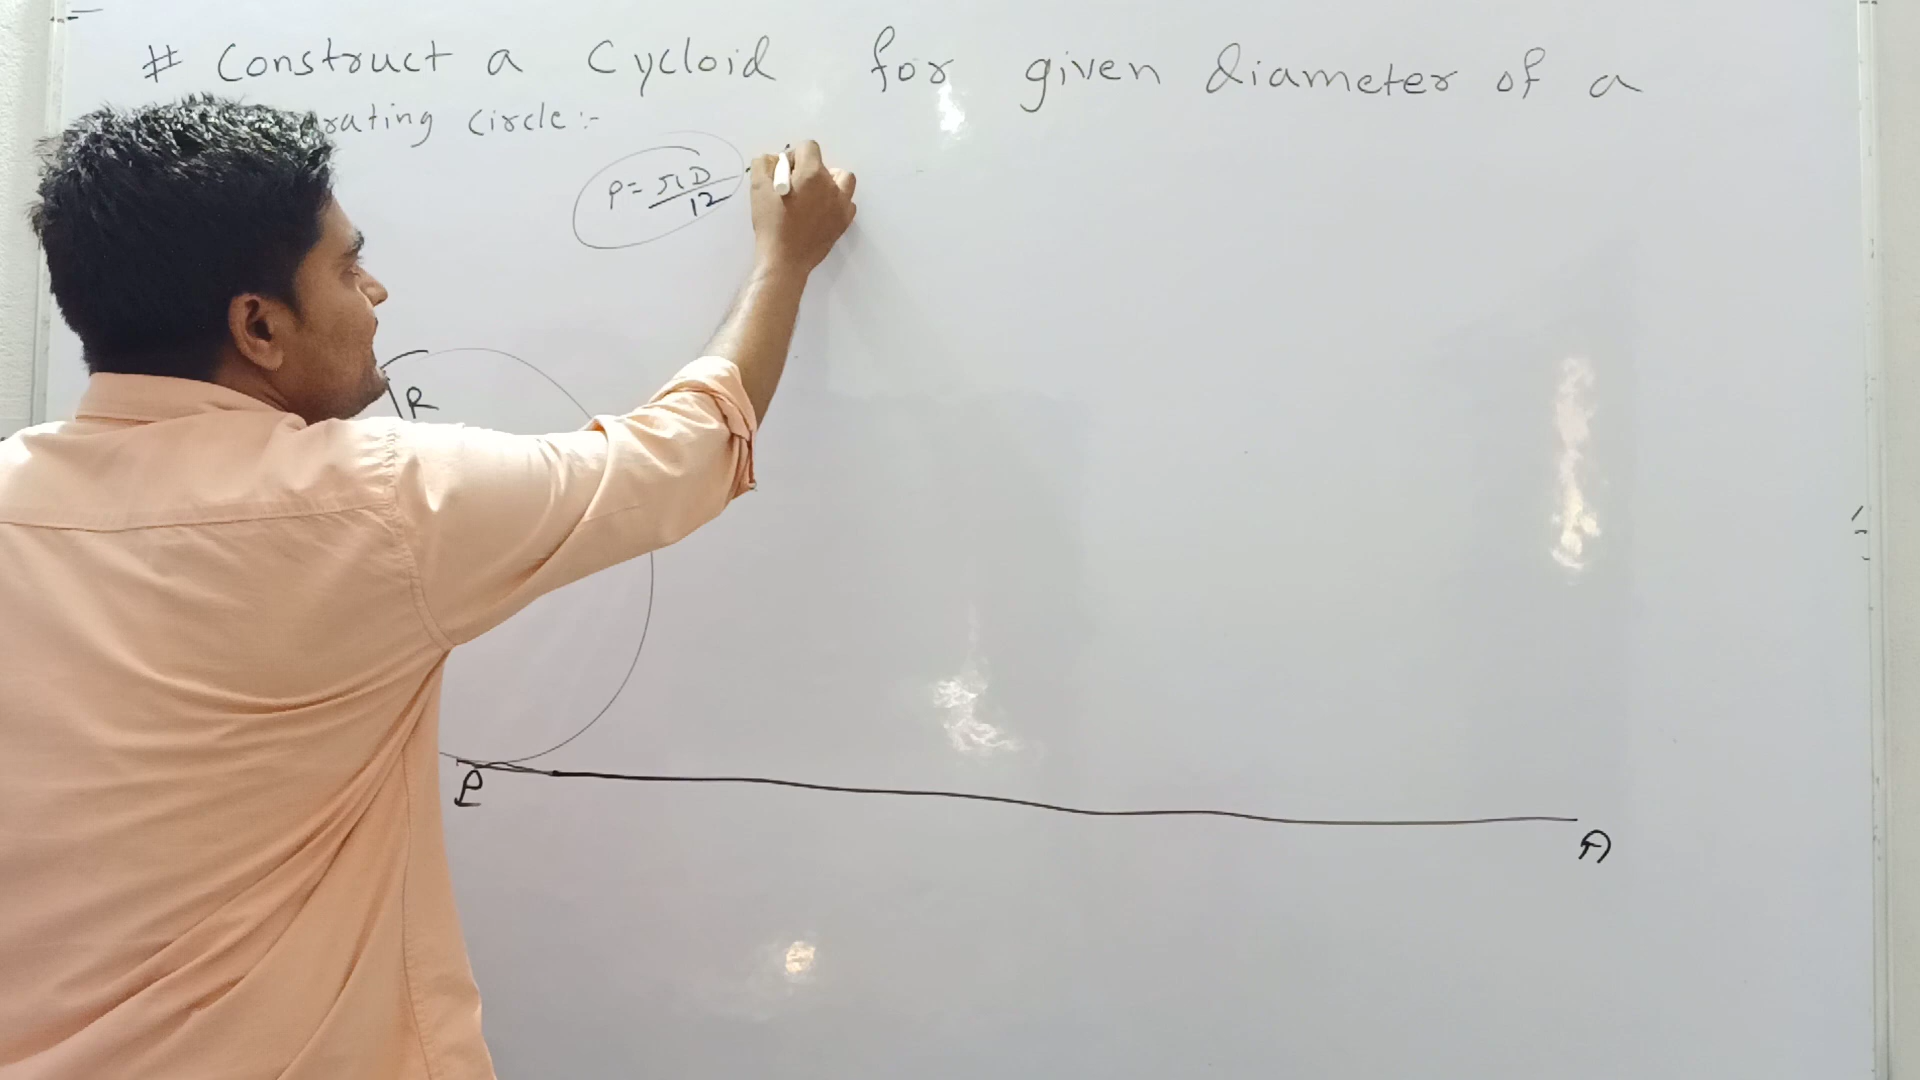 # Construct a Cycloid for given diameter of a
rating circle :-
P = πD/12
R
P
A